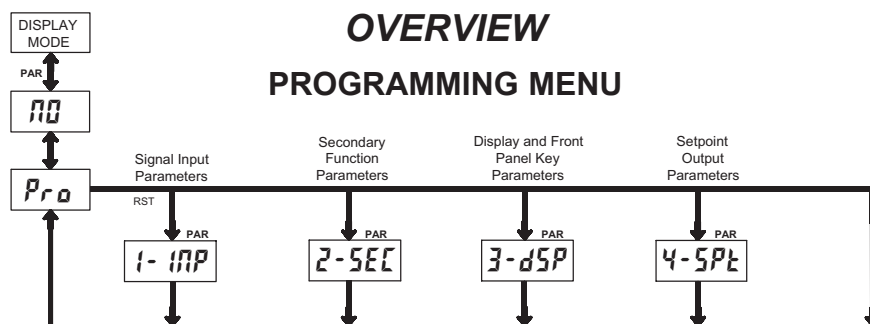 OVERVIEW
PROGRAMMING MENU
DISPLAY
MODE
PAR
NO
Pro
Signal Input
Parameters
Secondary
Function
Parameters
Display and Front
Panel Key
Parameters
Setpoint
Output
Parameters
RST
PAR
PAR
PAR
PAR
1-INP
2-SEC
3-dSP
4-SPt